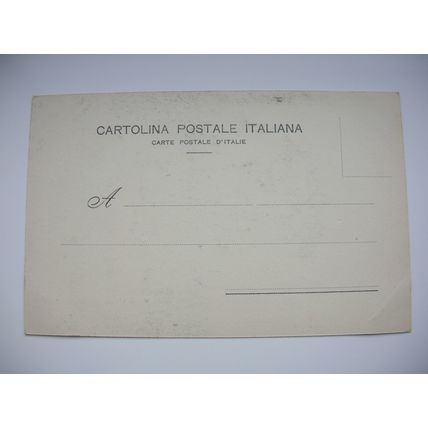 CARTOLINA POSTALE ITALIANA
CARTE POSTALE D'ITALIE
A